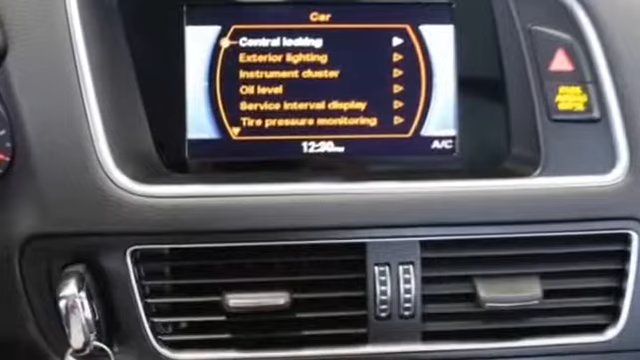 Car
Central locking
Exterior lighting
Instrument cluster
Oil level
Service interval display
Tire pressure monitoring
A/C